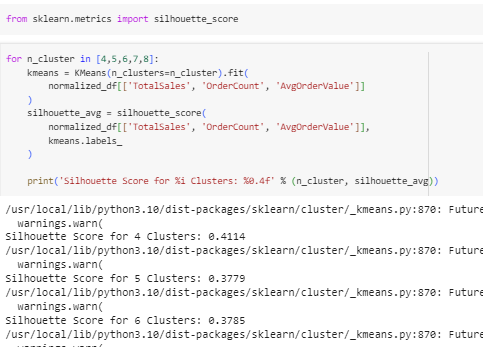 from sklearn.metrics import silhouette_score
for n_cluster in [4,5,6,7,8]:
    kmeans = KMeans(n_clusters=n_cluster).fit(
        normalized_df[['TotalSales', 'OrderCount', 'AvgOrderValue']]
    )
    silhouette_avg = silhouette_score(
        normalized_df[['TotalSales', 'OrderCount', 'AvgOrderValue']],
        kmeans.labels_
    )
    print('Silhouette Score for %i Clusters: %0.4f' % (n_cluster, silhouette_avg))
/usr/local/lib/python3.10/dist-packages/sklearn/cluster/_kmeans.py:870: Future
  warnings.warn(
Silhouette Score for 4 Clusters: 0.4114
/usr/local/lib/python3.10/dist-packages/sklearn/cluster/_kmeans.py:870: Future
  warnings.warn(
Silhouette Score for 5 Clusters: 0.3779
/usr/local/lib/python3.10/dist-packages/sklearn/cluster/_kmeans.py:870: Future
  warnings.warn(
Silhouette Score for 6 Clusters: 0.3785
/usr/local/lib/python3.10/dist-packages/sklearn/cluster/_kmeans.py:870: Future
  warnings.warn(